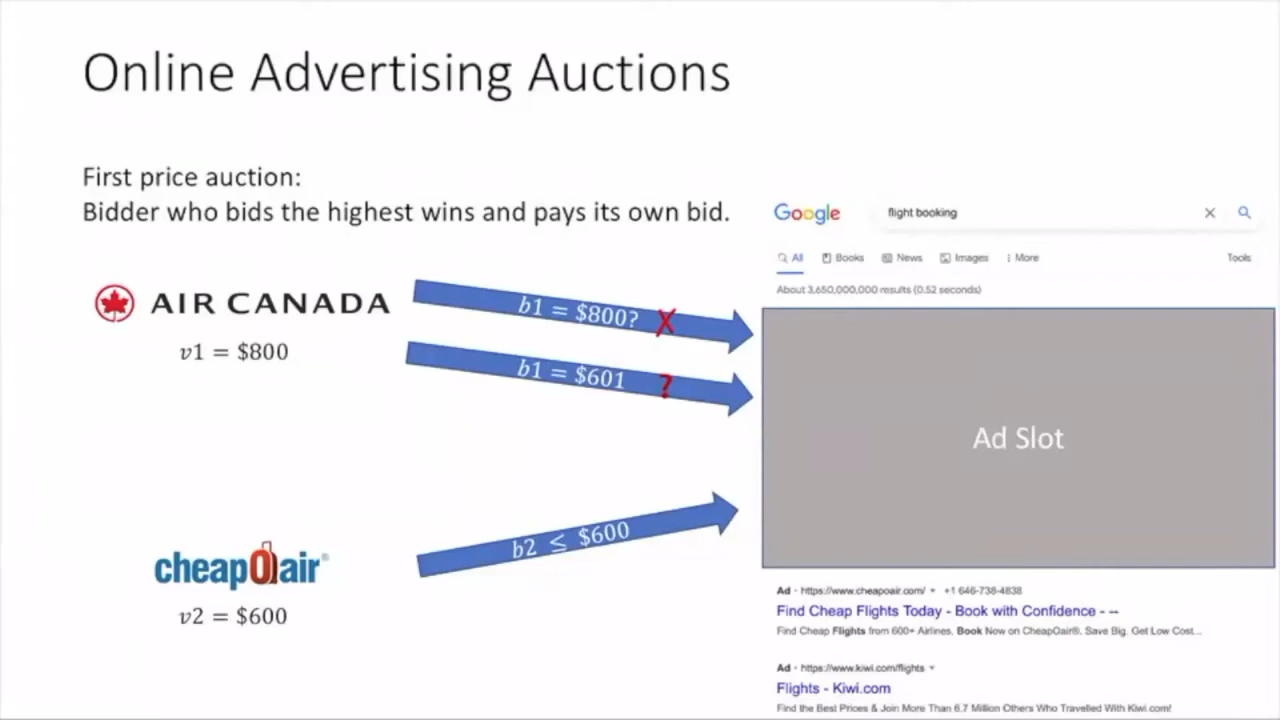 Online Advertising Auctions
First price auction:
Bidder who bids the highest wins and pays its own bid.
AIR CANADA
v1 = $800
b1 = $800? X
b1 = $601 ?
b2 ≤ $600
cheapOair®
v2 = $600
Google
flight booking
All Books News Images More Tools
About 3,650,000,000 results (0.52 seconds)
Ad Slot
Ad · https://www.cheapoair.com/ +1 646-738-4838
Find Cheap Flights Today - Book with Confidence - --
Find Cheap Flights from 600+ Airlines. Book Now on CheapOair®. Save Big. Get Low Cost...
Ad · https://www.kiwi.com/flights
Flights - Kiwi.com
Find the Best Prices & Join More Than 6.7 Million Others Who Travelled With Kiwi.com!